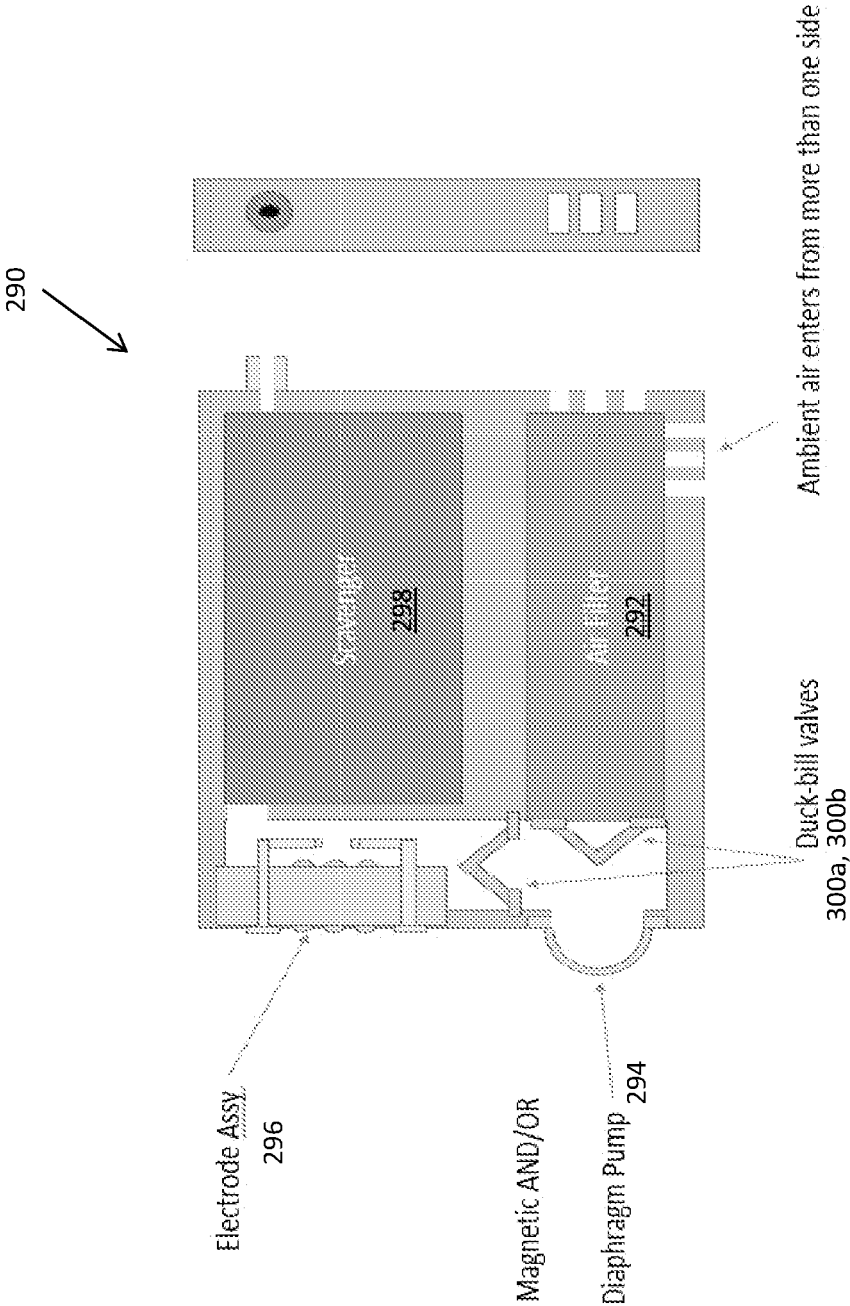 290
Electrode Assy
296
Scavenger
298
Magnetic AND/OR
Diaphragm Pump
294
Air Filter
292
Duck-bill valves
300a, 300b
Ambient air enters from more than one side